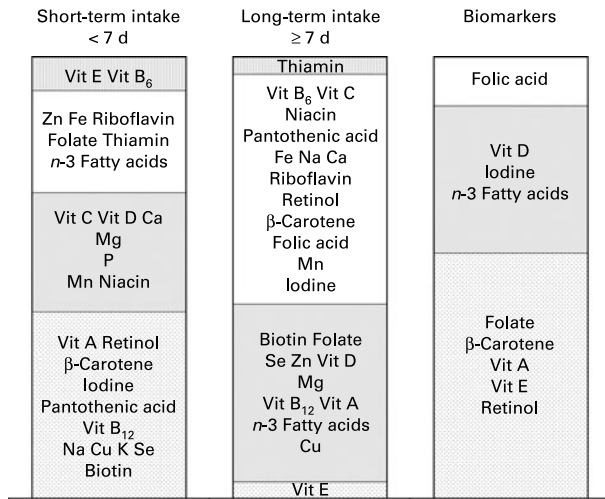 Short-term intake
< 7 d
Vit E Vit B6
Zn Fe Riboflavin
Folate Thiamin
n-3 Fatty acids
Vit C Vit D Ca
Mg
P
Mn Niacin
Vit A Retinol
β-Carotene
Iodine
Pantothenic acid
Vit B12
Na Cu K Se
Biotin
Long-term intake
≥ 7 d
Thiamin
Vit B6 Vit C
Niacin
Pantothenic acid
Fe Na Ca
Riboflavin
Retinol
β-Carotene
Folic acid
Mn
Iodine
Biotin Folate
Se Zn Vit D
Mg
Vit B12 Vit A
n-3 Fatty acids
Cu
Vit E
Biomarkers
Folic acid
Vit D
Iodine
n-3 Fatty acids
Folate
β-Carotene
Vit A
Vit E
Retinol